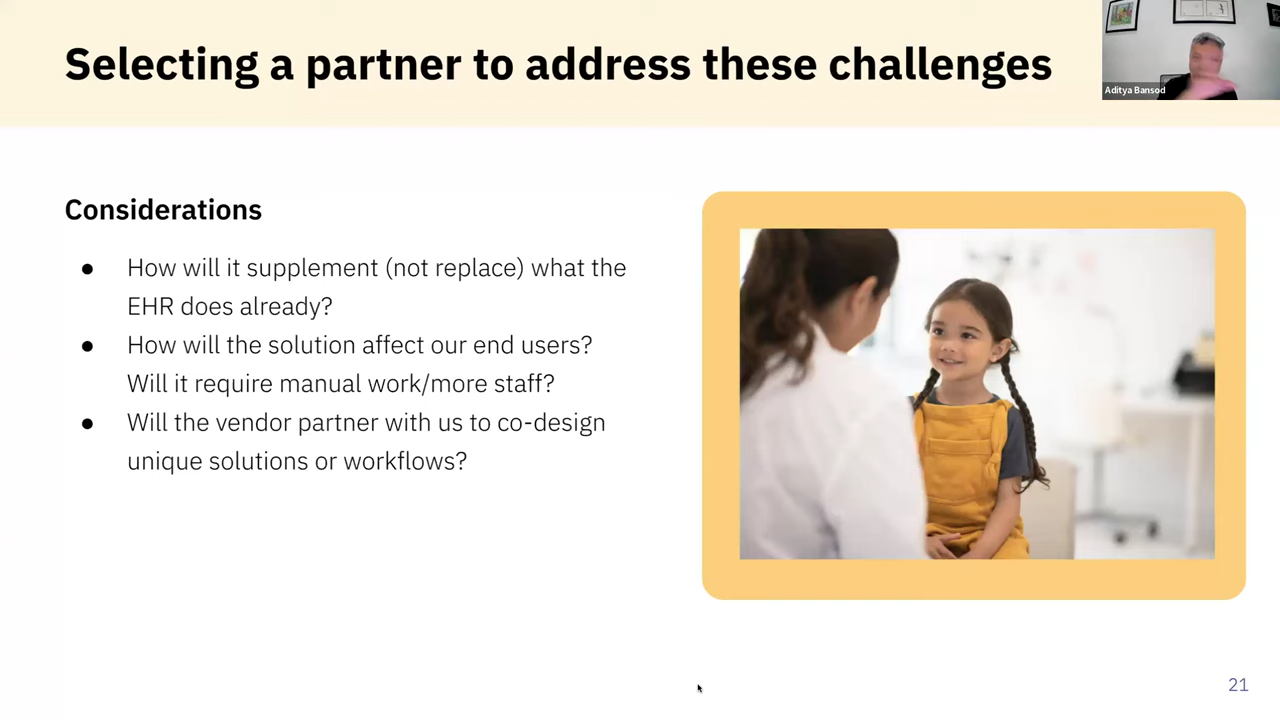 Selecting a partner to address these challenges
Aditya Bansod
Considerations
● How will it supplement (not replace) what the
EHR does already?
● How will the solution affect our end users?
Will it require manual work/more staff?
● Will the vendor partner with us to co-design
unique solutions or workflows?
21